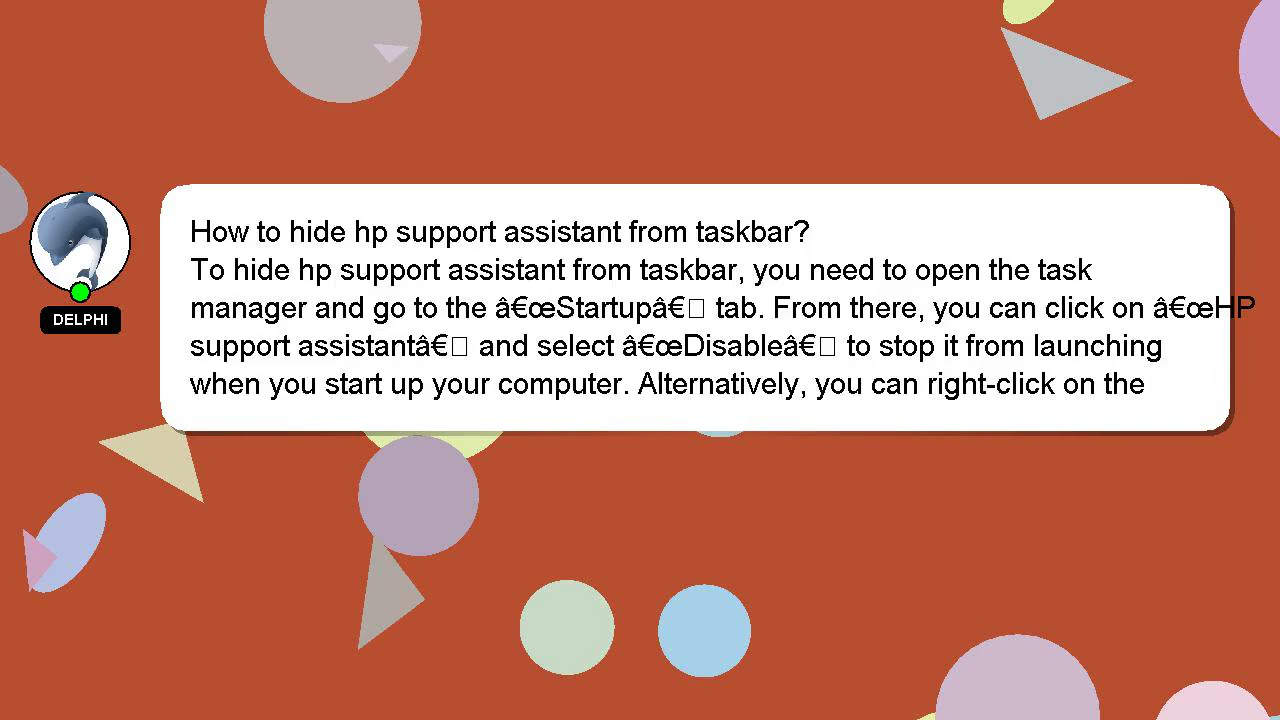 How to hide hp support assistant from taskbar?
To hide hp support assistant from taskbar, you need to open the task
manager and go to the â€œStartupâ€□ tab. From there, you can click on â€œHP
support assistantâ€□ and select â€œDisableâ€□ to stop it from launching
when you start up your computer. Alternatively, you can right-click on the
DELPHI